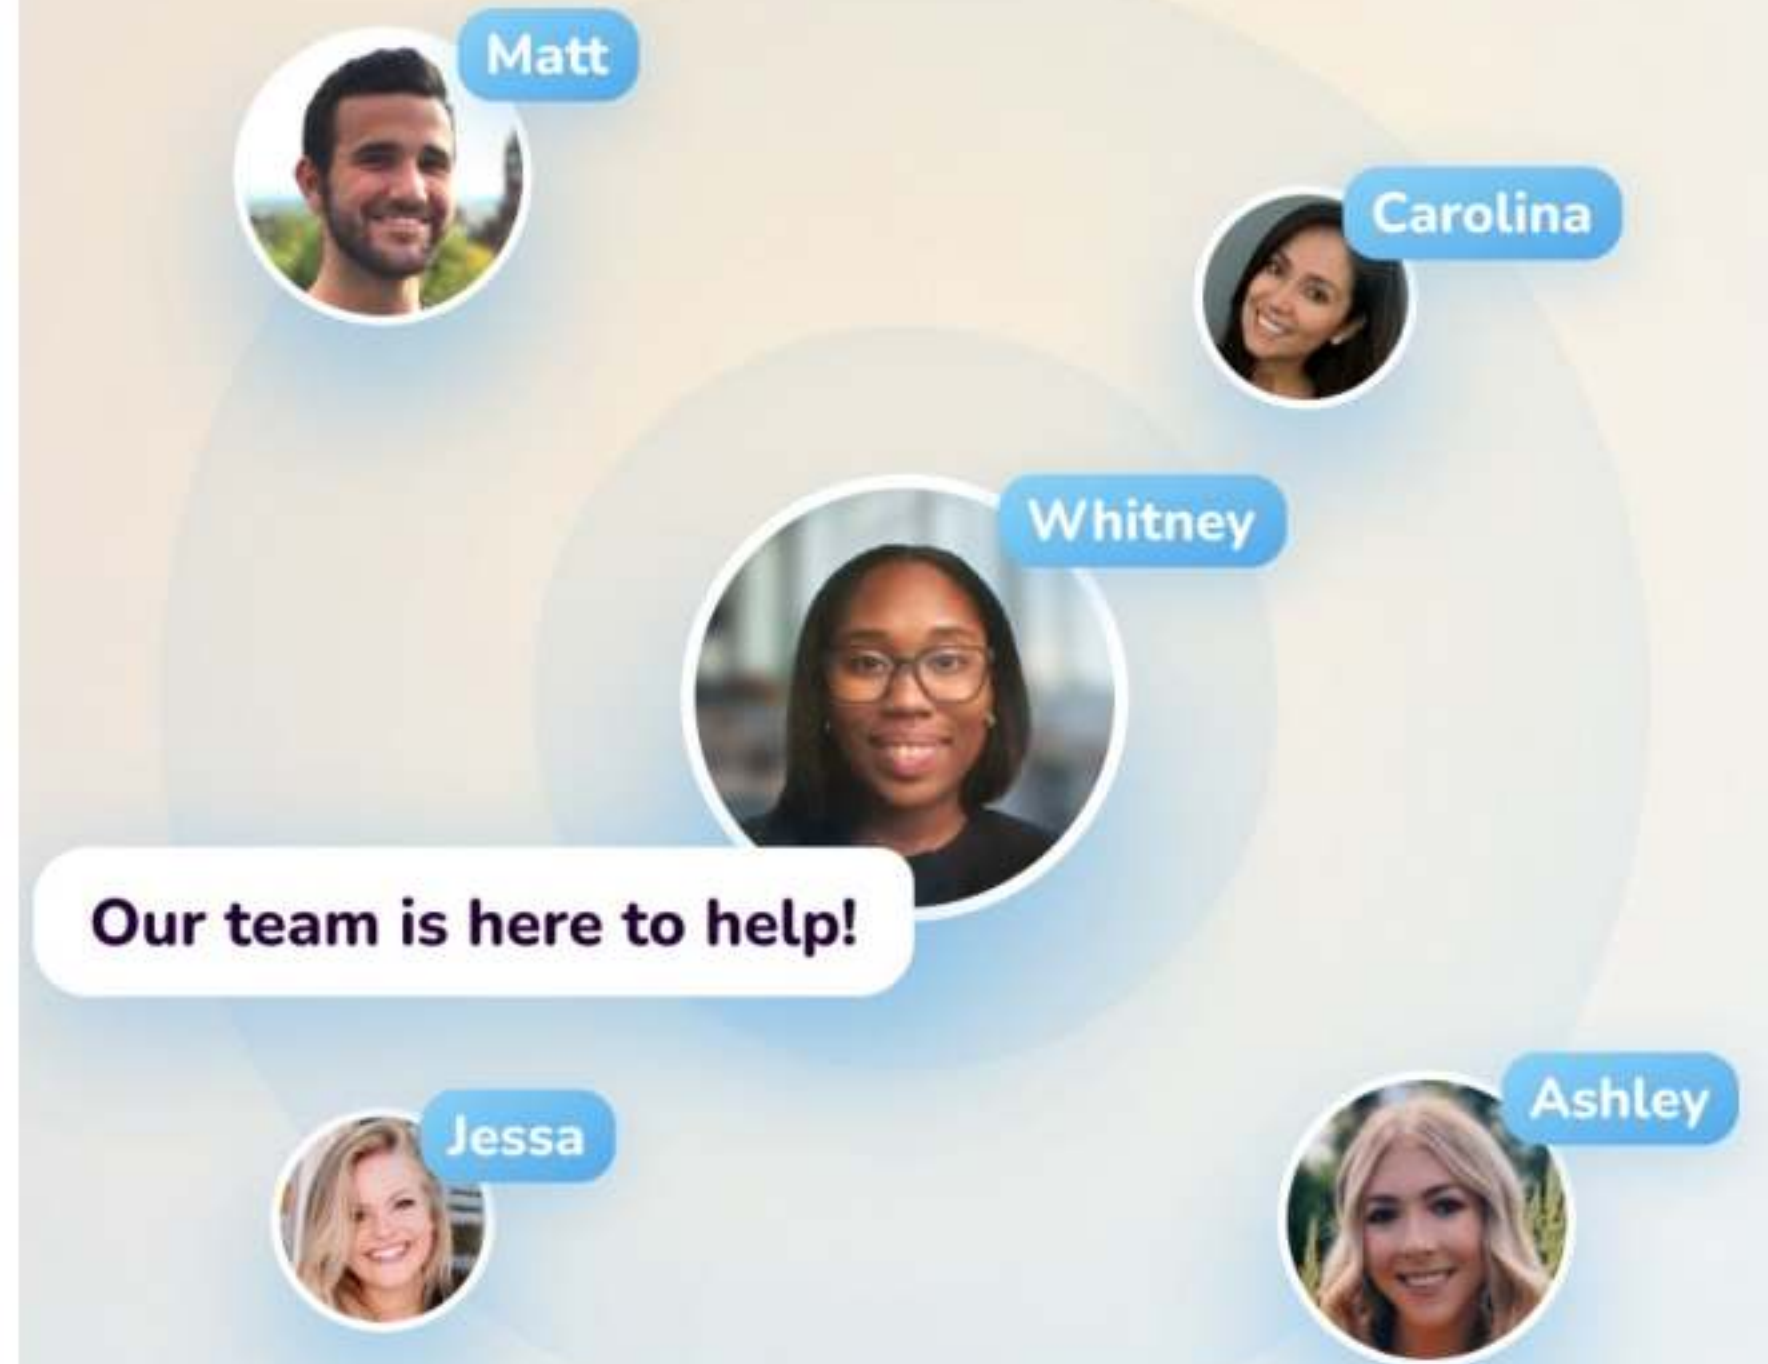 Matt
Carolina
Whitney
Our team is here to help!
Jessa
Ashley